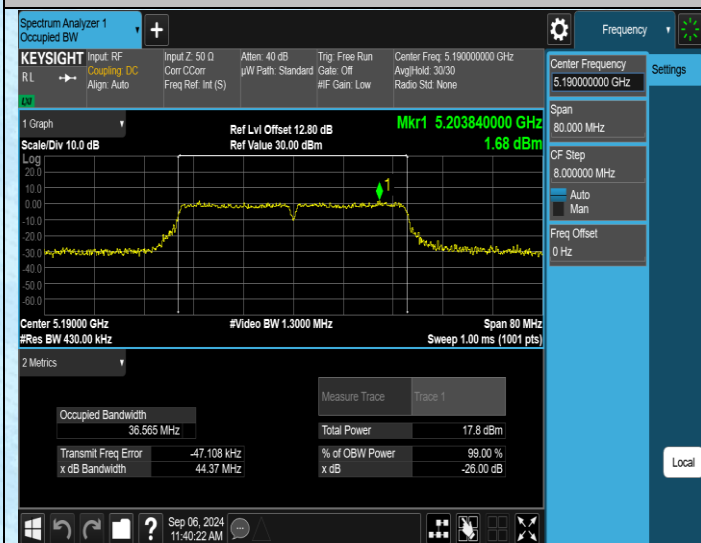 Spectrum Analyzer 1
Occupied BW
Frequency
KEYSIGHT
R L
Input: RF
Coupling: DC
Align: Auto
Input Z: 50 Ω
Corr CCorr
Freq Ref: Int (S)
Atten: 40 dB
µW Path: Standard
Trig: Free Run
Gate: Off
#IF Gain: Low
Center Freq: 5.190000000 GHz
Avg|Hold: 30/30
Radio Std: None
Center Frequency
5.190000000 GHz
Settings
Span
80.000 MHz
CF Step
8.000000 MHz
Auto
Man
Freq Offset
0 Hz
1 Graph
Scale/Div 10.0 dB
Ref Lvl Offset 12.80 dB
Ref Value 30.00 dBm
Mkr1 5.203840000 GHz
1.68 dBm
Log
20.0
10.0
0.00
-10.0
-20.0
-30.0
-40.0
-50.0
-60.0
1
Center 5.19000 GHz
#Res BW 430.00 kHz
#Video BW 1.3000 MHz
Span 80 MHz
Sweep 1.00 ms (1001 pts)
2 Metrics
Measure Trace
Trace 1
Occupied Bandwidth
36.565 MHz
Total Power
17.8 dBm
Transmit Freq Error
-47.108 kHz
% of OBW Power
99.00 %
x dB Bandwidth
44.37 MHz
x dB
-26.00 dB
Local
?
Sep 06, 2024
11:40:22 AM